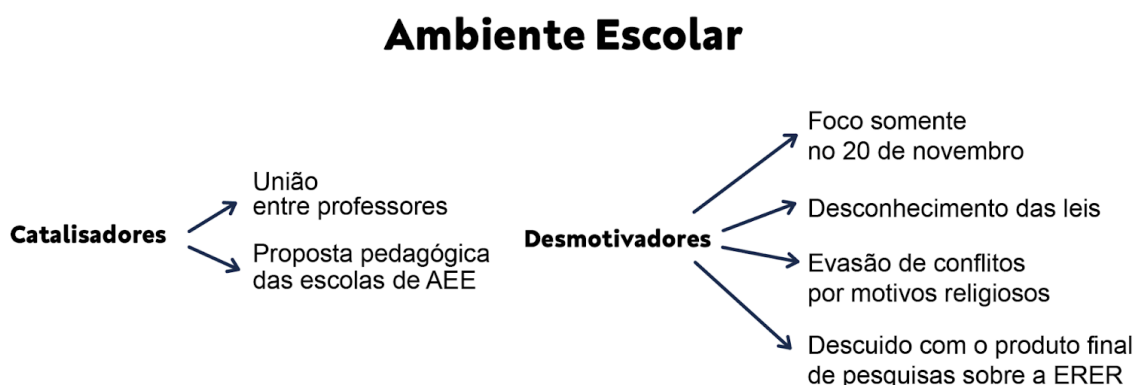 Ambiente Escolar
Catalisadores
União
entre professores
Proposta pedagógica
das escolas de AEE
Desmotivadores
Foco somente
no 20 de novembro
Desconhecimento das leis
Evasão de conflitos
por motivos religiosos
Descuido com o produto final
de pesquisas sobre a ERER